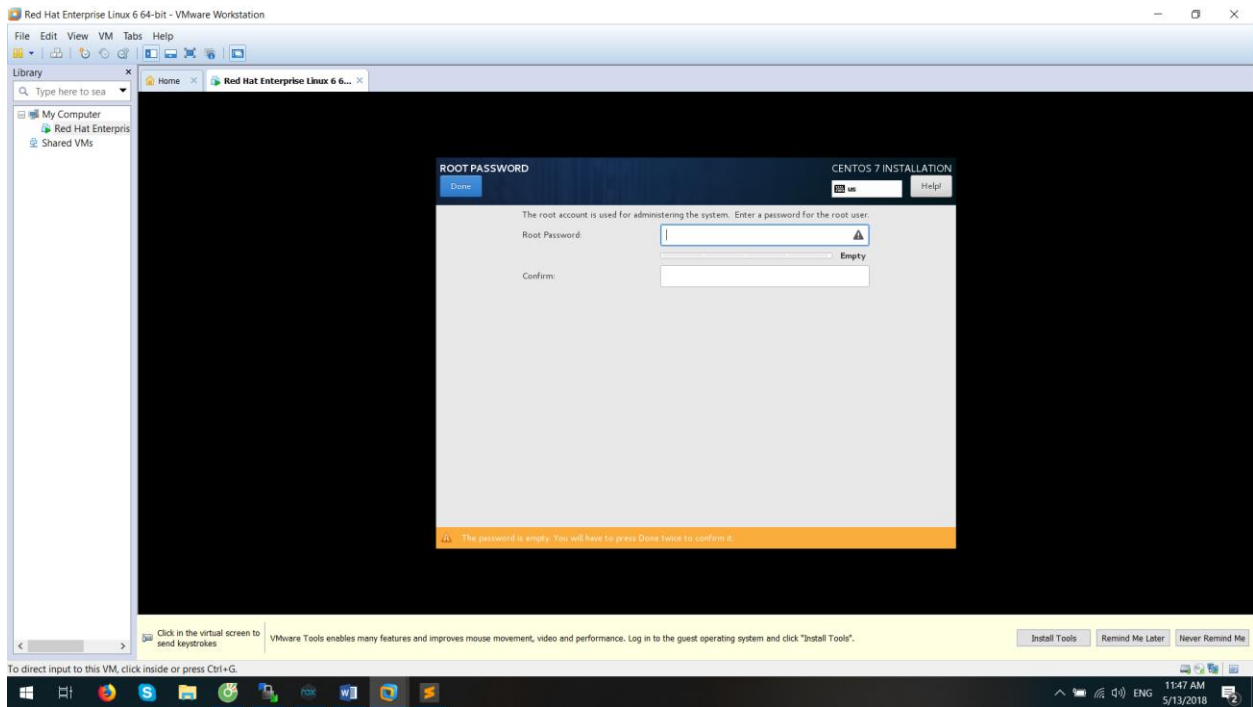 Red Hat Enterprise Linux 6 64-bit - VMware Workstation
File Edit View VM Tabs Help
Library
Type here to sea
My Computer
Red Hat Enterpris
Shared VMs
Home
Red Hat Enterprise Linux 6 6...
ROOT PASSWORD
CENTOS 7 INSTALLATION
Done
us
Help!
The root account is used for administering the system. Enter a password for the root user.
Root Password:
Empty
Confirm:
The password is empty. You will have to press Done twice to confirm it.
Click in the virtual screen to
send keystrokes
VMware Tools enables many features and improves mouse movement, video and performance. Log in to the guest operating system and click "Install Tools".
Install Tools
Remind Me Later
Never Remind Me
To direct input to this VM, click inside or press Ctrl+G.
ENG
11:47 AM
5/13/2018
2